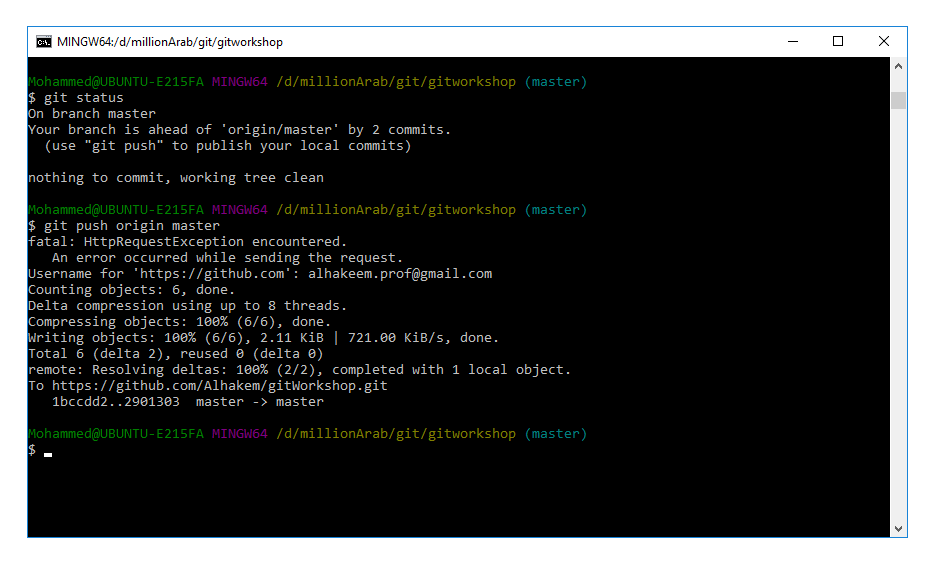 MINGW64:/d/millionArab/git/gitworkshop
Mohammed@UBUNTU-E215FA MINGW64 /d/millionArab/git/gitworkshop (master)
$ git status
On branch master
Your branch is ahead of 'origin/master' by 2 commits.
  (use "git push" to publish your local commits)
nothing to commit, working tree clean
Mohammed@UBUNTU-E215FA MINGW64 /d/millionArab/git/gitworkshop (master)
$ git push origin master
fatal: HttpRequestException encountered.
   An error occurred while sending the request.
Username for 'https://github.com': alhakeem.prof@gmail.com
Counting objects: 6, done.
Delta compression using up to 8 threads.
Compressing objects: 100% (6/6), done.
Writing objects: 100% (6/6), 2.11 KiB | 721.00 KiB/s, done.
Total 6 (delta 2), reused 0 (delta 0)
remote: Resolving deltas: 100% (2/2), completed with 1 local object.
To https://github.com/Alhakem/gitWorkshop.git
   1bccdd2..2901303  master -> master
Mohammed@UBUNTU-E215FA MINGW64 /d/millionArab/git/gitworkshop (master)
$